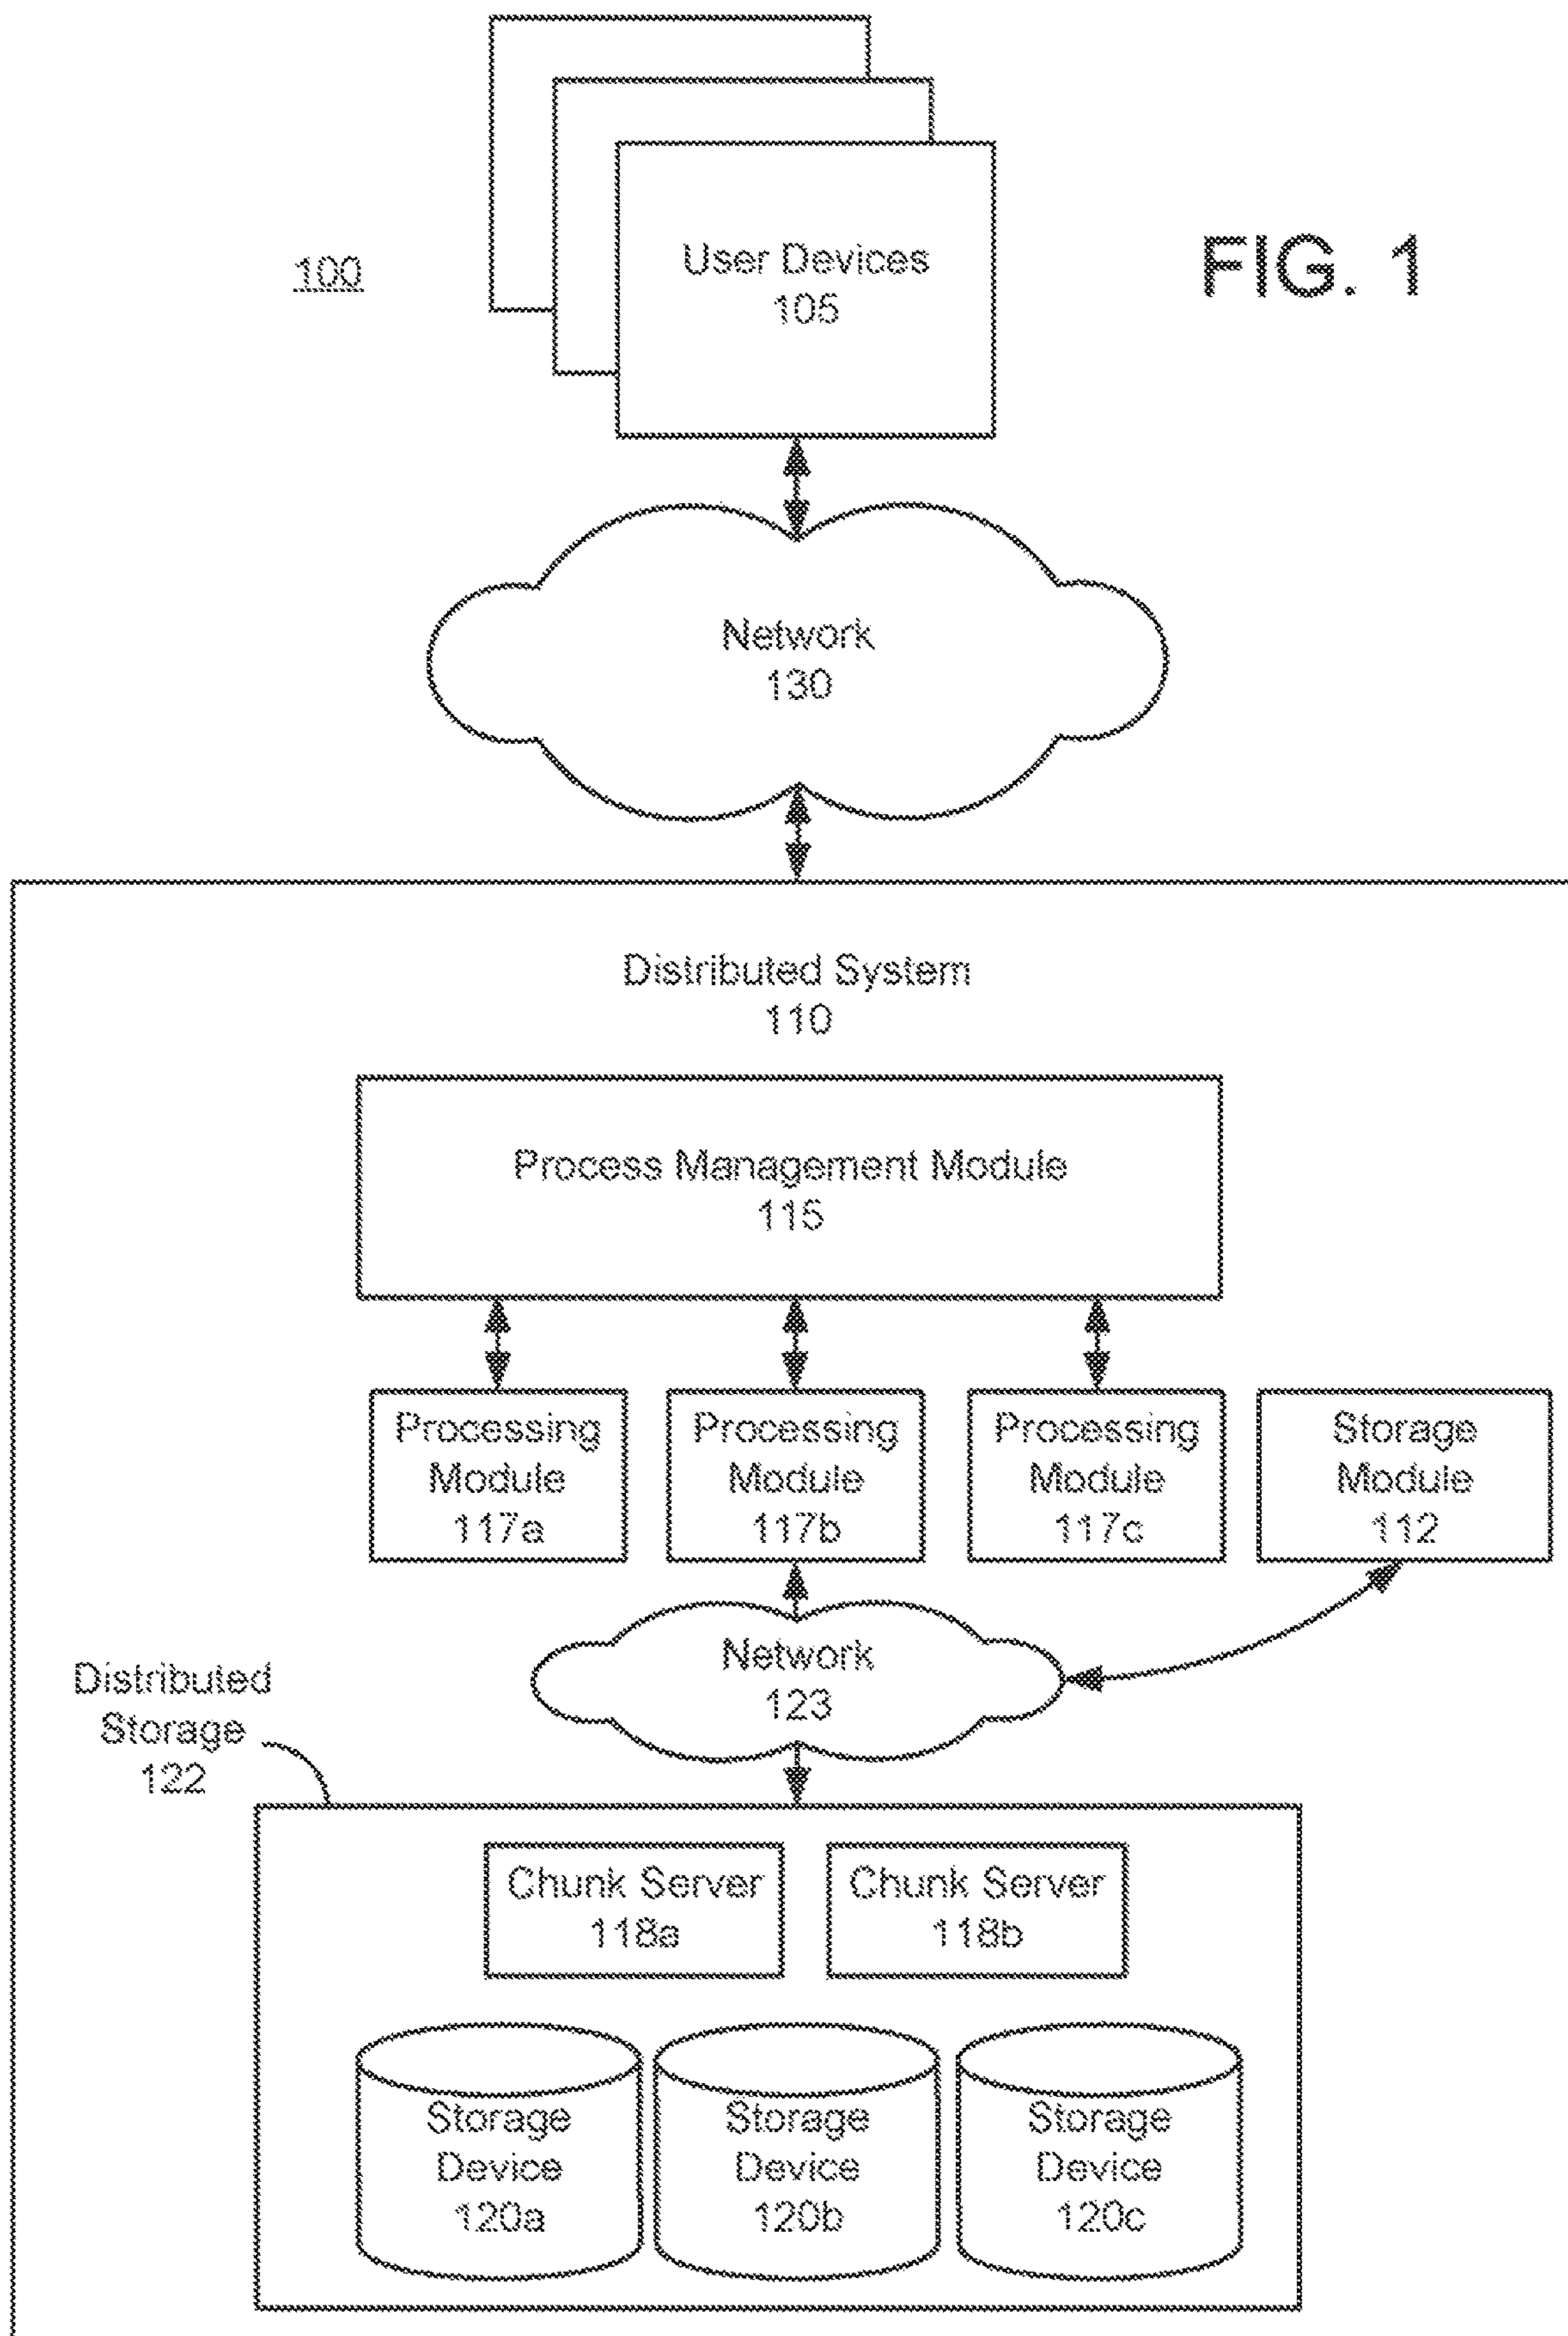 100
User Devices
105
FIG. 1
Network
130
Distributed System
110
Process Management Module
115
Processing
Module
117a
Processing
Module
117b
Processing
Module
117c
Storage
Module
112
Network
123
Distributed
Storage
122
Chunk Server
118a
Chunk Server
118b
Storage
Device
120a
Storage
Device
120b
Storage
Device
120c